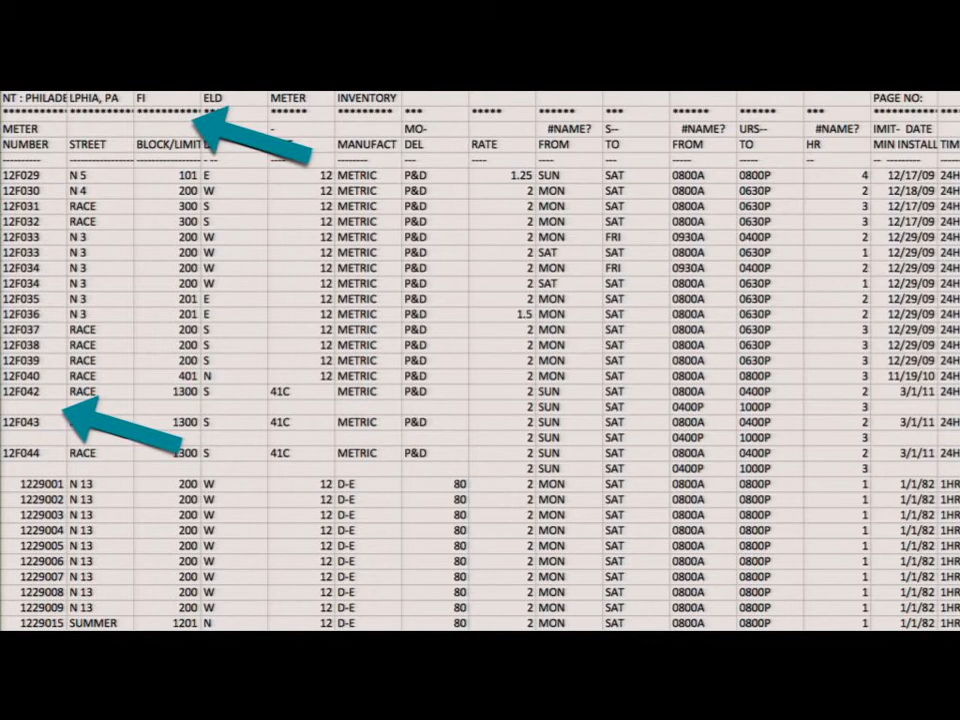 NT : PHILADE LPHIA, PA FI ELD METER INVENTORY PAGE NO:
METER - MO- #NAME? S-- #NAME? URS-- #NAME? IMIT- DATE
NUMBER STREET BLOCK/LIMIT MANUFACT DEL RATE FROM TO FROM TO HR MIN INSTALL TIM
12F029 N 5 101 E 12 METRIC P&D 1.25 SUN SAT 0800A 0800P 4 12/17/09 24H
12F030 N 4 200 W 12 METRIC P&D 2 MON SAT 0800A 0630P 2 12/18/09 24H
12F031 RACE 300 S 12 METRIC P&D 2 MON SAT 0800A 0630P 3 12/17/09 24H
12F032 RACE 300 S 12 METRIC P&D 2 MON SAT 0800A 0630P 3 12/17/09 24H
12F033 N 3 200 W 12 METRIC P&D 2 MON FRI 0930A 0400P 2 12/29/09 24H
12F033 N 3 200 W 12 METRIC P&D 2 SAT SAT 0800A 0630P 1 12/29/09 24H
12F034 N 3 200 W 12 METRIC P&D 2 MON FRI 0930A 0400P 2 12/29/09 24H
12F034 N 3 200 W 12 METRIC P&D 2 SAT SAT 0800A 0630P 1 12/29/09 24H
12F035 N 3 201 E 12 METRIC P&D 2 MON SAT 0800A 0630P 2 12/29/09 24H
12F036 N 3 201 E 12 METRIC P&D 1.5 MON SAT 0800A 0630P 2 12/29/09 24H
12F037 RACE 200 S 12 METRIC P&D 2 MON SAT 0800A 0630P 3 12/29/09 24H
12F038 RACE 200 S 12 METRIC P&D 2 MON SAT 0800A 0630P 3 12/29/09 24H
12F039 RACE 200 S 12 METRIC P&D 2 MON SAT 0800A 0630P 3 12/29/09 24H
12F040 RACE 401 N 12 METRIC P&D 2 MON SAT 0800A 0800P 3 11/19/10 24H
12F042 RACE 1300 S 41C METRIC P&D 2 SUN SAT 0800A 0400P 2 3/1/11 24H
2 SUN SAT 0400P 1000P 3
12F043 1300 S 41C METRIC P&D 2 SUN SAT 0800A 0400P 2 3/1/11 24H
2 SUN SAT 0400P 1000P 3
12F044 RACE 1300 S 41C METRIC P&D 2 SUN SAT 0800A 0400P 2 3/1/11 24H
2 SUN SAT 0400P 1000P 3
1229001 N 13 200 W 12 D-E 80 2 MON SAT 0800A 0800P 1 1/1/82 1HR
1229002 N 13 200 W 12 D-E 80 2 MON SAT 0800A 0800P 1 1/1/82 1HR
1229003 N 13 200 W 12 D-E 80 2 MON SAT 0800A 0800P 1 1/1/82 1HR
1229004 N 13 200 W 12 D-E 80 2 MON SAT 0800A 0800P 1 1/1/82 1HR
1229005 N 13 200 W 12 D-E 80 2 MON SAT 0800A 0800P 1 1/1/82 1HR
1229006 N 13 200 W 12 D-E 80 2 MON SAT 0800A 0800P 1 1/1/82 1HR
1229007 N 13 200 W 12 D-E 80 2 MON SAT 0800A 0800P 1 1/1/82 1HR
1229008 N 13 200 W 12 D-E 80 2 MON SAT 0800A 0800P 1 1/1/82 1HR
1229009 N 13 200 W 12 D-E 80 2 MON SAT 0800A 0800P 1 1/1/82 1HR
1229015 SUMMER 1201 N 12 D-E 80 2 MON SAT 0800A 0800P 1 1/1/82 1HR